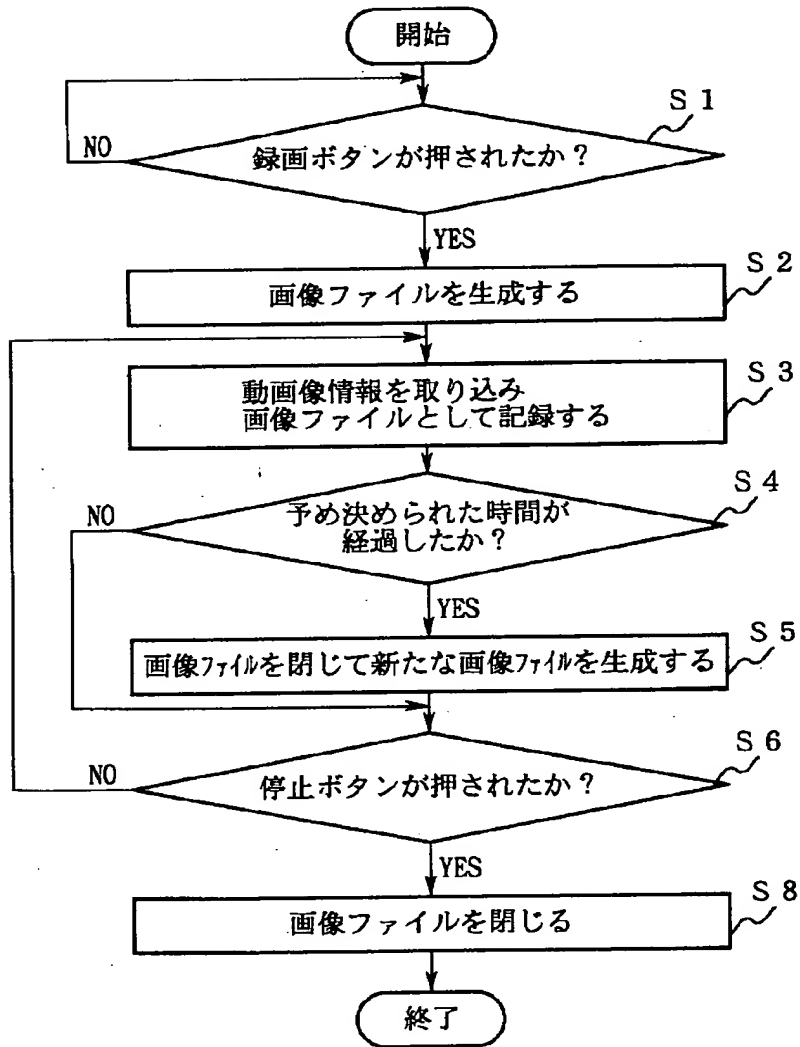 開始
S1
NO
録画ボタンが押されたか？
YES
S2
画像ファイルを生成する
S3
動画像情報を取り込み
画像ファイルとして記録する
S4
NO
予め決められた時間が
経過したか？
YES
S5
画像ﾌｧｲﾙを閉じて新たな画像ﾌｧｲﾙを生成する
S6
NO
停止ボタンが押されたか？
YES
S8
画像ファイルを閉じる
終了